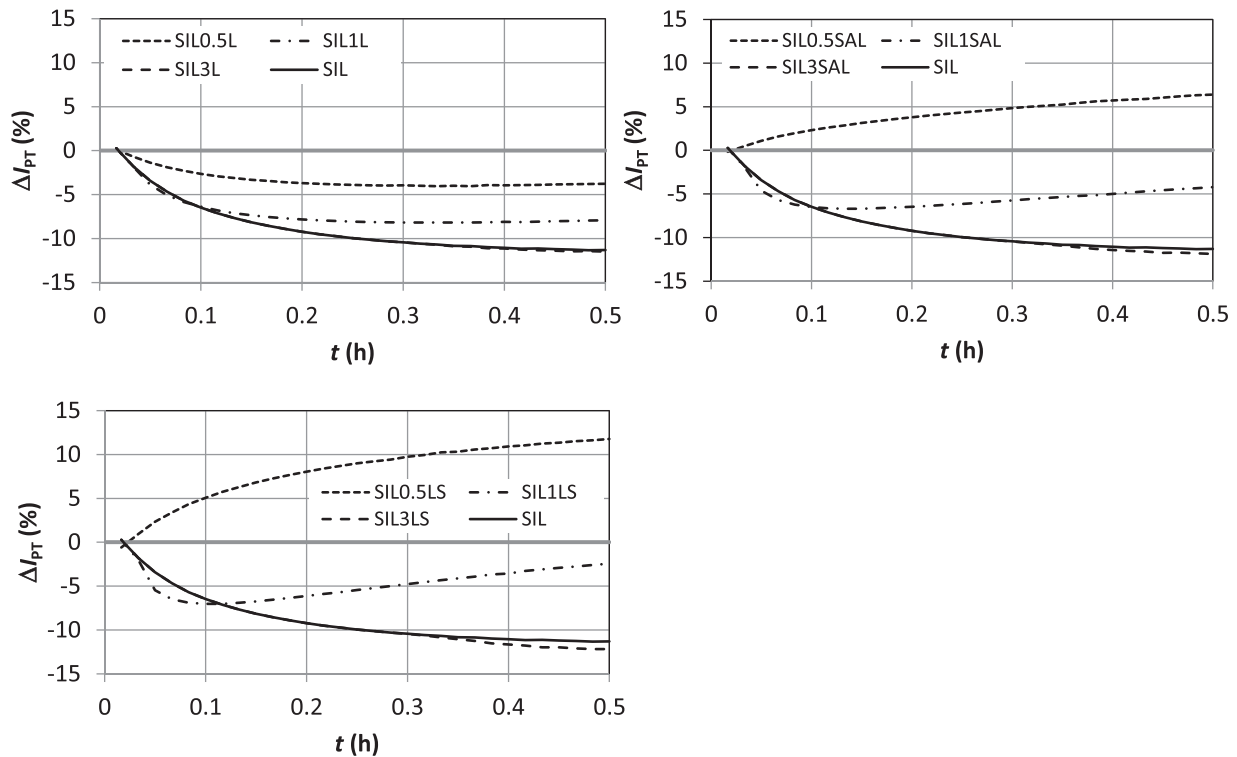 15
SIL0.5L SIL1L
10
SIL3L SIL
5
0
-5
-10
-15
ΔIPT (%)
0 0.1 0.2 0.3 0.4 0.5
t (h)
15
SIL0.5SAL SIL1SAL
10
SIL3SAL SIL
5
0
-5
-10
-15
ΔIPT (%)
0 0.1 0.2 0.3 0.4 0.5
t (h)
15
10
5
SIL0.5LS SIL1LS
SIL3LS SIL
0
-5
-10
-15
ΔIPT (%)
0 0.1 0.2 0.3 0.4 0.5
t (h)